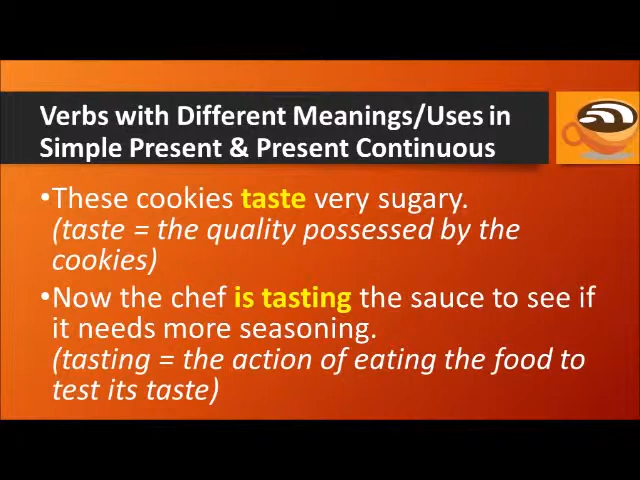 Verbs with Different Meanings/Uses in
Simple Present & Present Continuous
•These cookies taste very sugary.
(taste = the quality possessed by the
cookies)
•Now the chef is tasting the sauce to see if
it needs more seasoning.
(tasting = the action of eating the food to
test its taste)